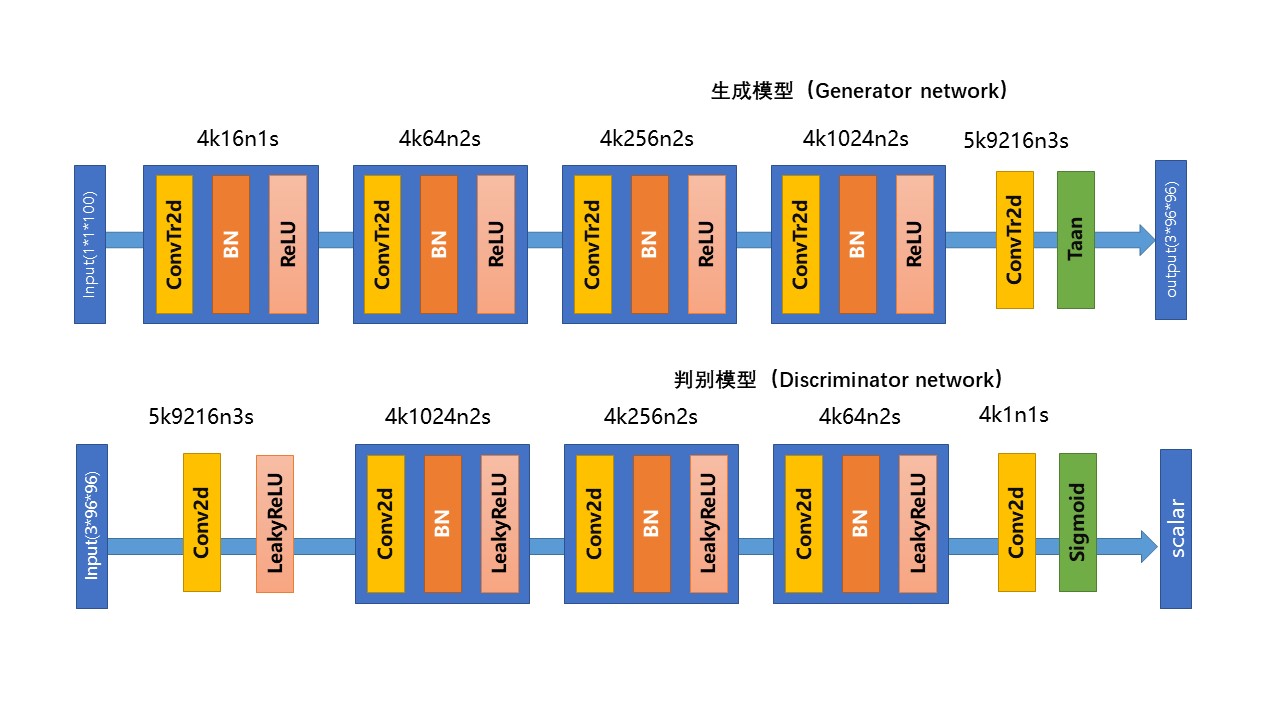 生成模型（Generator network）
4k16n1s
4k64n2s
4k256n2s
4k1024n2s
5k9216n3s
Input(1*1*100)
ConvTr2d
BN
ReLU
ConvTr2d
BN
ReLU
ConvTr2d
BN
ReLU
ConvTr2d
BN
ReLU
ConvTr2d
Taan
output(3*96*96)
判别模型（Discriminator network）
5k9216n3s
4k1024n2s
4k256n2s
4k64n2s
4k1n1s
Input(3*96*96)
Conv2d
LeakyReLU
Conv2d
BN
LeakyReLU
Conv2d
BN
LeakyReLU
Conv2d
BN
LeakyReLU
Conv2d
Sigmoid
scalar